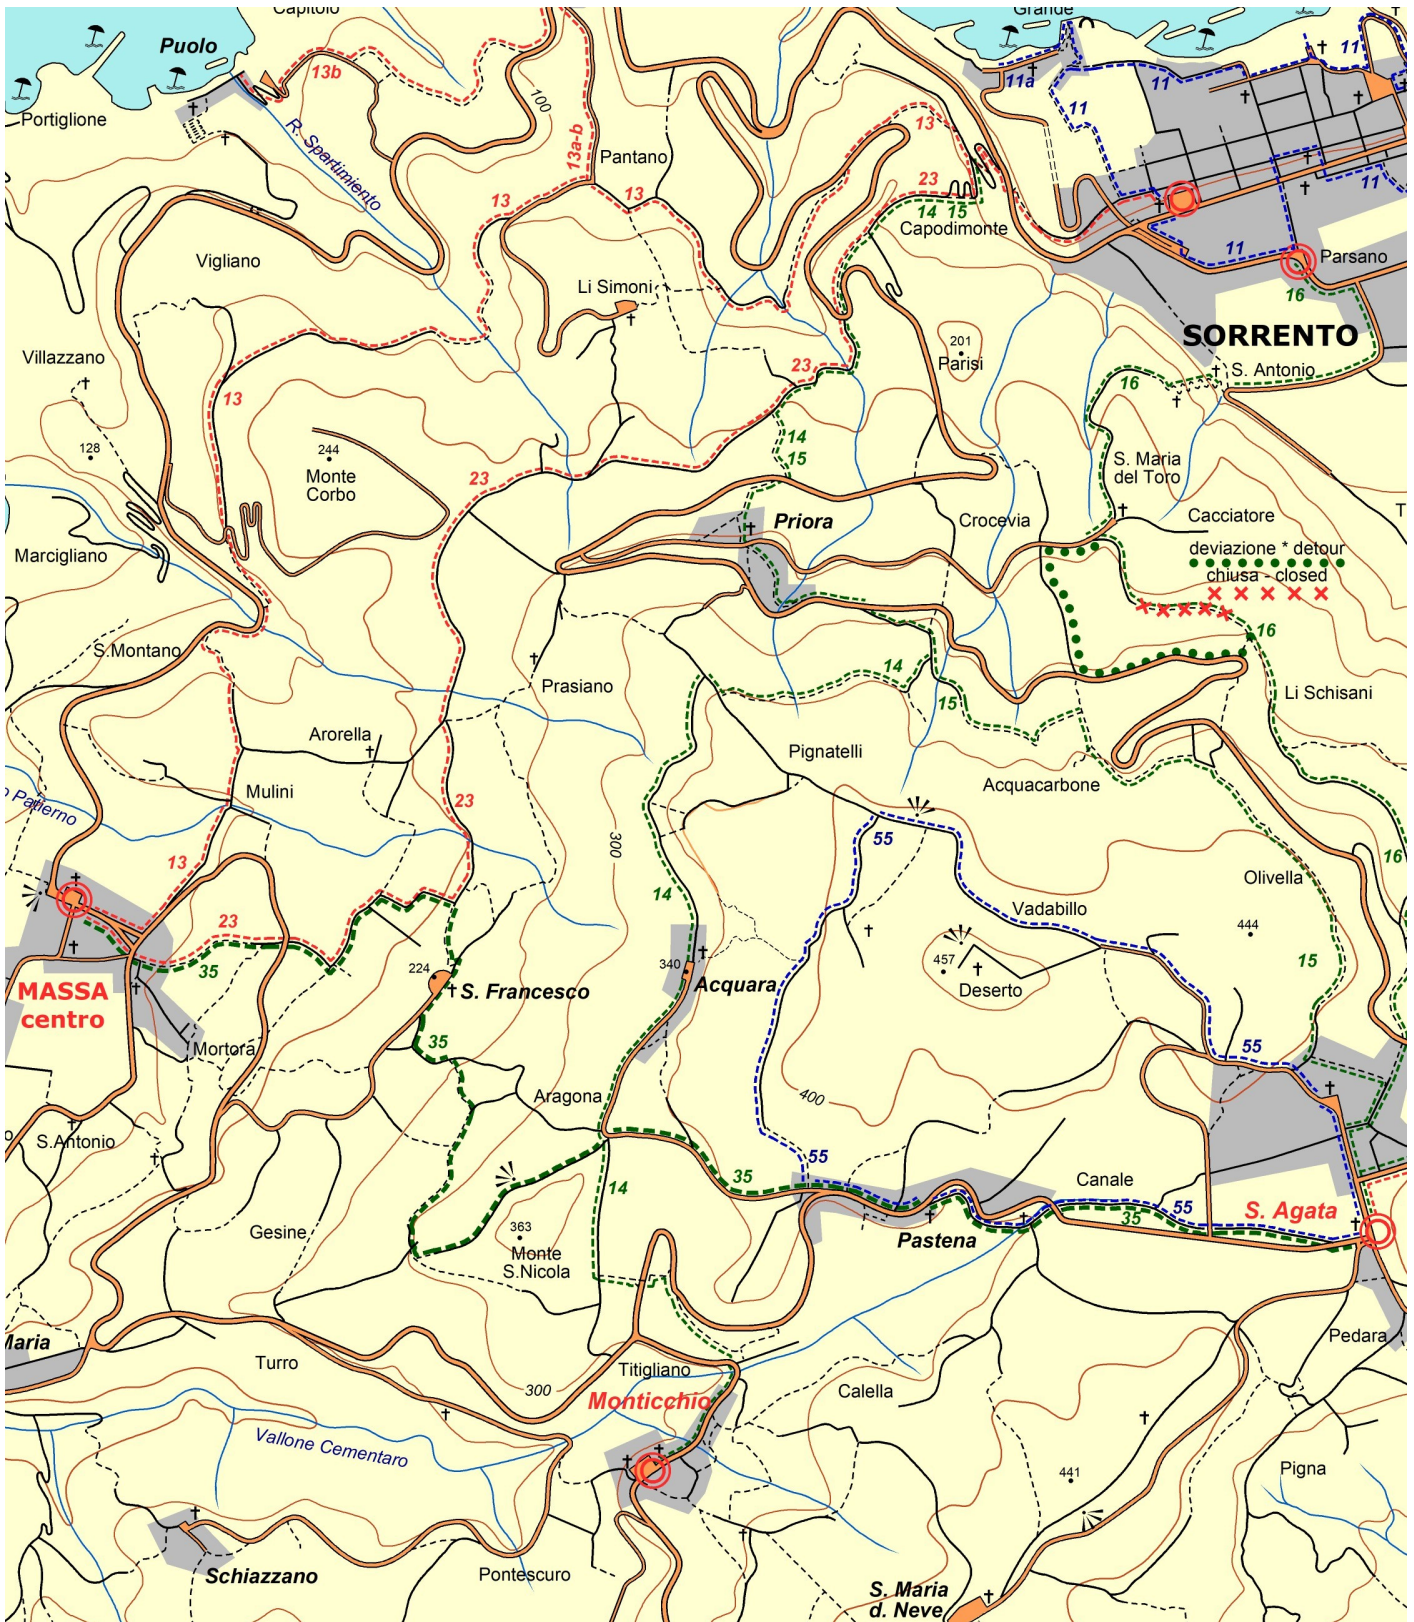 Capitolo
Grande
Puolo
13b
11
11
11a
11
Portiglione
100
R. Spartimiento
13a-b
Pantano
13
11
11
23
14 15
Capodimonte
13
13
11
Parsano
Vigliano
Li Simoni
16
SORRENTO
201
Parisi
Villazzano
23
16
S. Antonio
13
14
15
128
244
Monte
Corbo
23
S. Maria
del Toro
Priora
Crocevia
Cacciatore
T
Marcigliano
deviazione * detour
chiusa - closed
16
S.Montano
14
Prasiano
15
Li Schisani
14
Arorella
Pignatelli
Acquacarbone
Mulini
o Patierno
23
55
300
16
13
14
Olivella
Vadabillo
23
444
35
340
457
15
224
Acquara
Deserto
S. Francesco
MASSA
centro
35
55
Mortora
Aragona
400
o
S.Antonio
55
35
Canale
14
S. Agata
55
35
Gesine
363
Monte
S.Nicola
Pastena
Maria
Pedara
Turro
Titigliano
300
Monticchio
Calella
Vallone Cementaro
441
Pigna
Schiazzano
Pontescuro
S. Maria
d. Neve